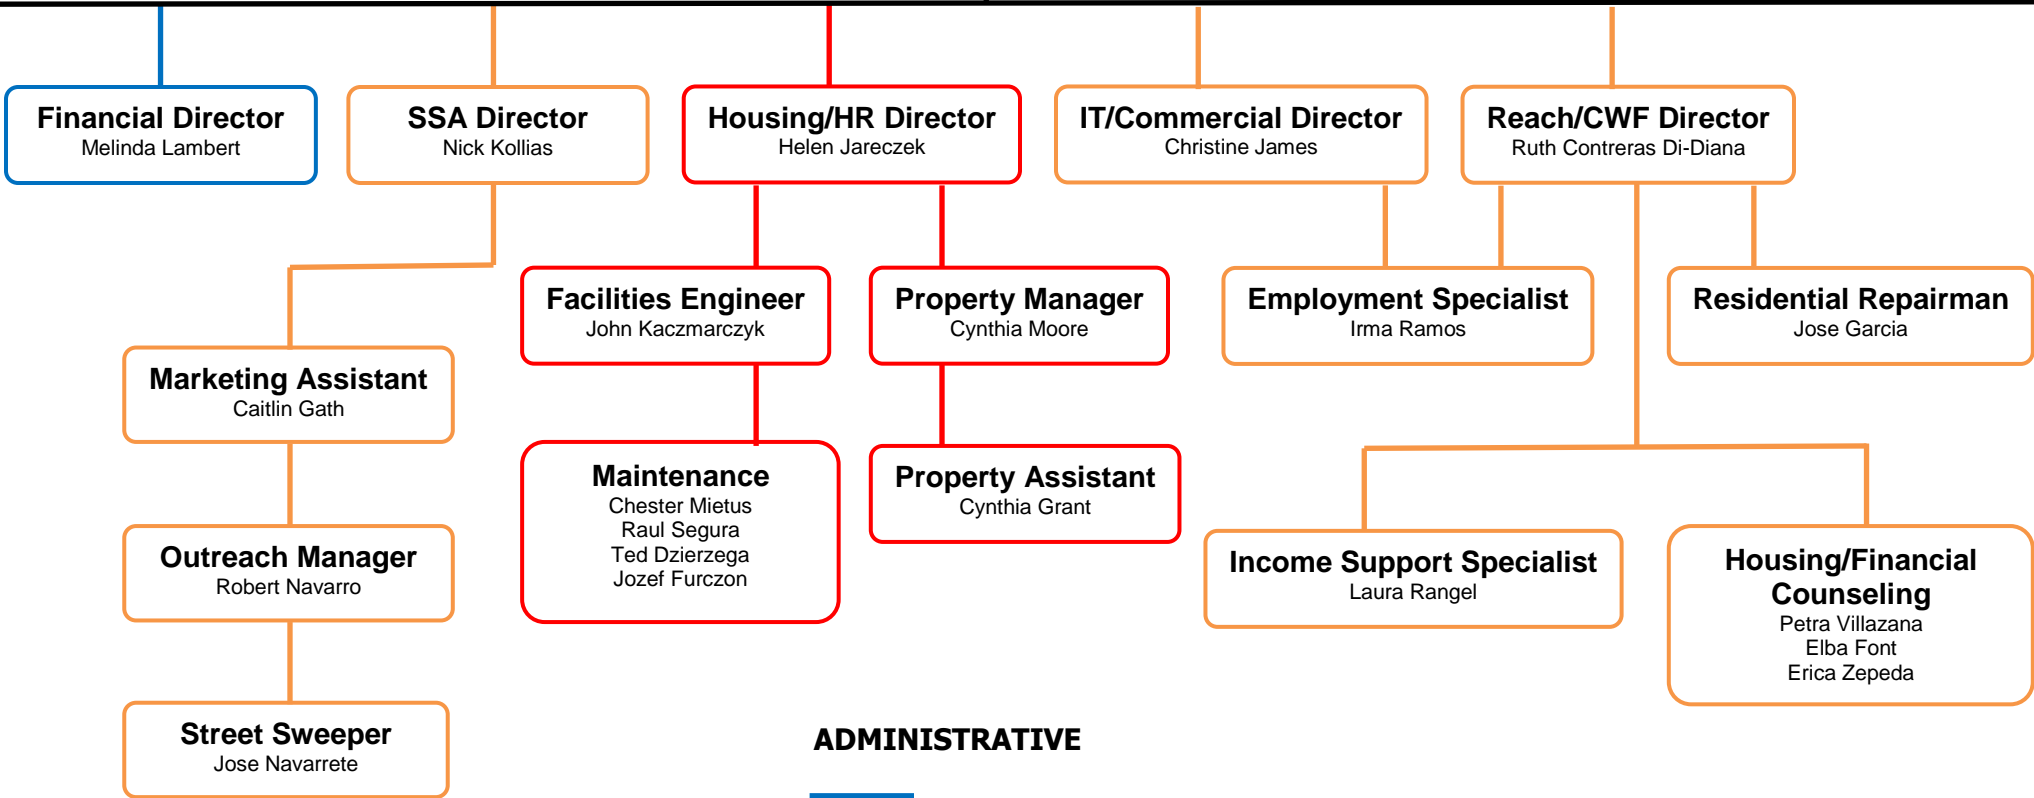 Financial Director
Melinda Lambert
SSA Director
Nick Kollias
Housing/HR Director
Helen Jareczek
IT/Commercial Director
Christine James
Reach/CWF Director
Ruth Contreras Di-Diana
Facilities Engineer
John Kaczmarczyk
Property Manager
Cynthia Moore
Employment Specialist
Irma Ramos
Residential Repairman
Jose Garcia
Marketing Assistant
Caitlin Gath
Maintenance
Chester Mietus
Raul Segura
Ted Dzierzega
Jozef Furczon
Property Assistant
Cynthia Grant
Outreach Manager
Robert Navarro
Income Support Specialist
Laura Rangel
Housing/Financial
Counseling
Petra Villazana
Elba Font
Erica Zepeda
Street Sweeper
Jose Navarrete
ADMINISTRATIVE